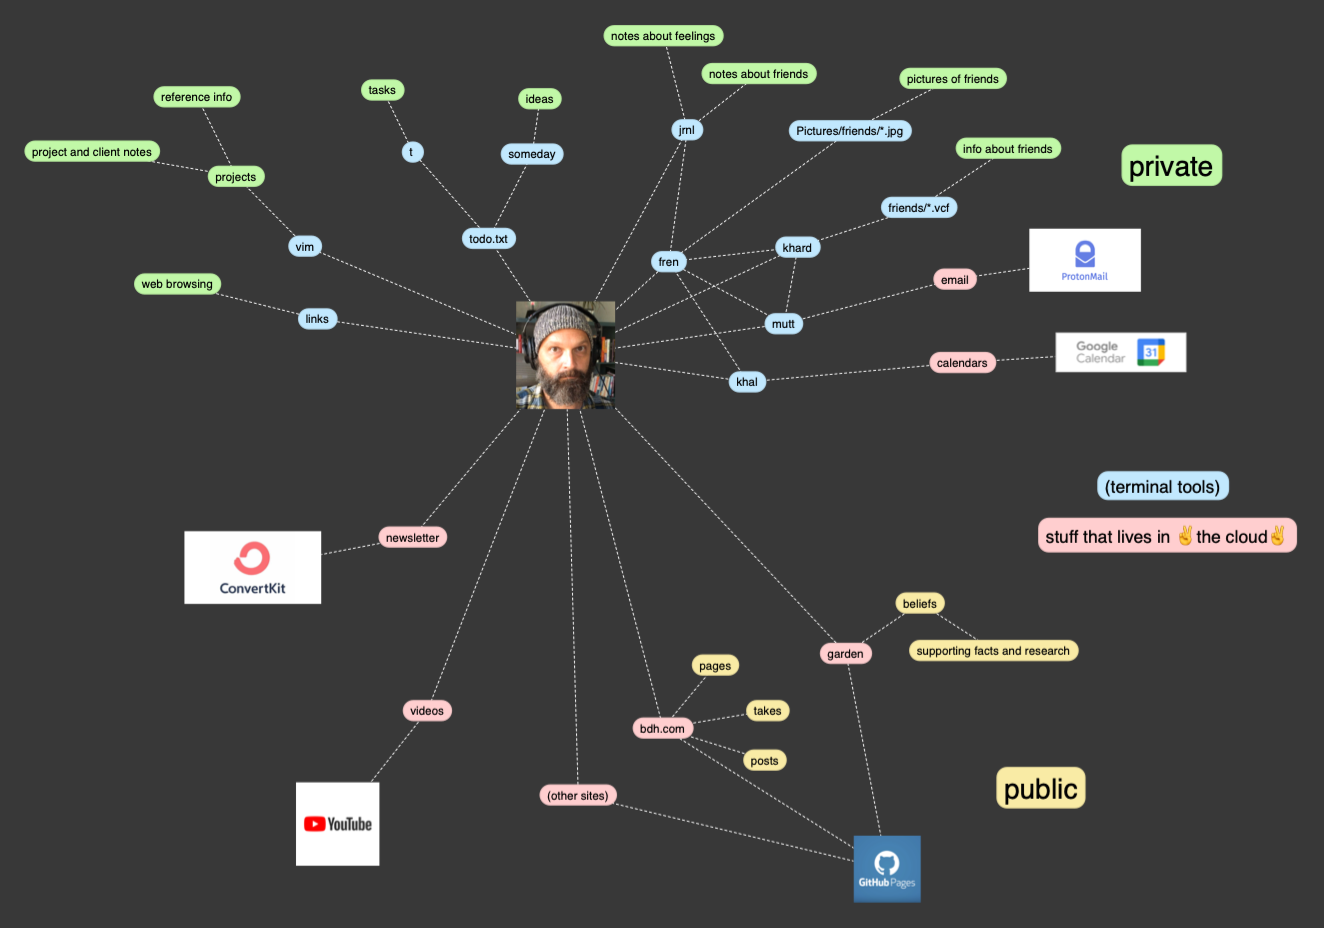 notes about feelings
notes about friends
pictures of friends
reference info
tasks
ideas
jrnl
Pictures/friends/*.jpg
project and client notes
t
someday
info about friends
private
projects
friends/*.vcf
vim
todo.txt
khard
fren
ProtonMail
email
web browsing
links
mutt
Google
Calendar
31
calendars
khal
(terminal tools)
stuff that lives in ✌️the cloud✌️
newsletter
ConvertKit
beliefs
garden
supporting facts and research
pages
videos
takes
bdh.com
posts
(other sites)
public
YouTube
GitHub Pages